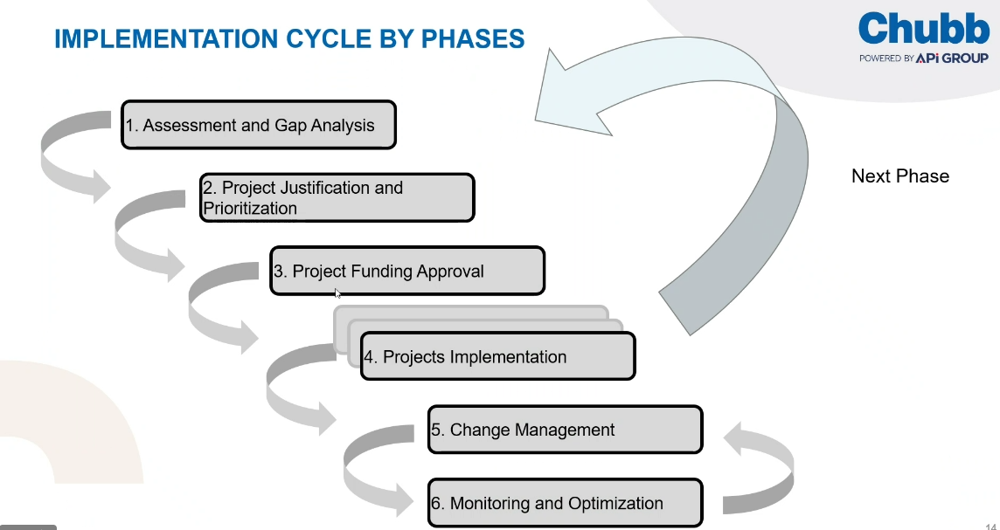 IMPLEMENTATION CYCLE BY PHASES
Chubb
POWERED BY APi GROUP
1. Assessment and Gap Analysis
2. Project Justification and
Prioritization
3. Project Funding Approval
4. Projects Implementation
5. Change Management
6. Monitoring and Optimization
Next Phase
14